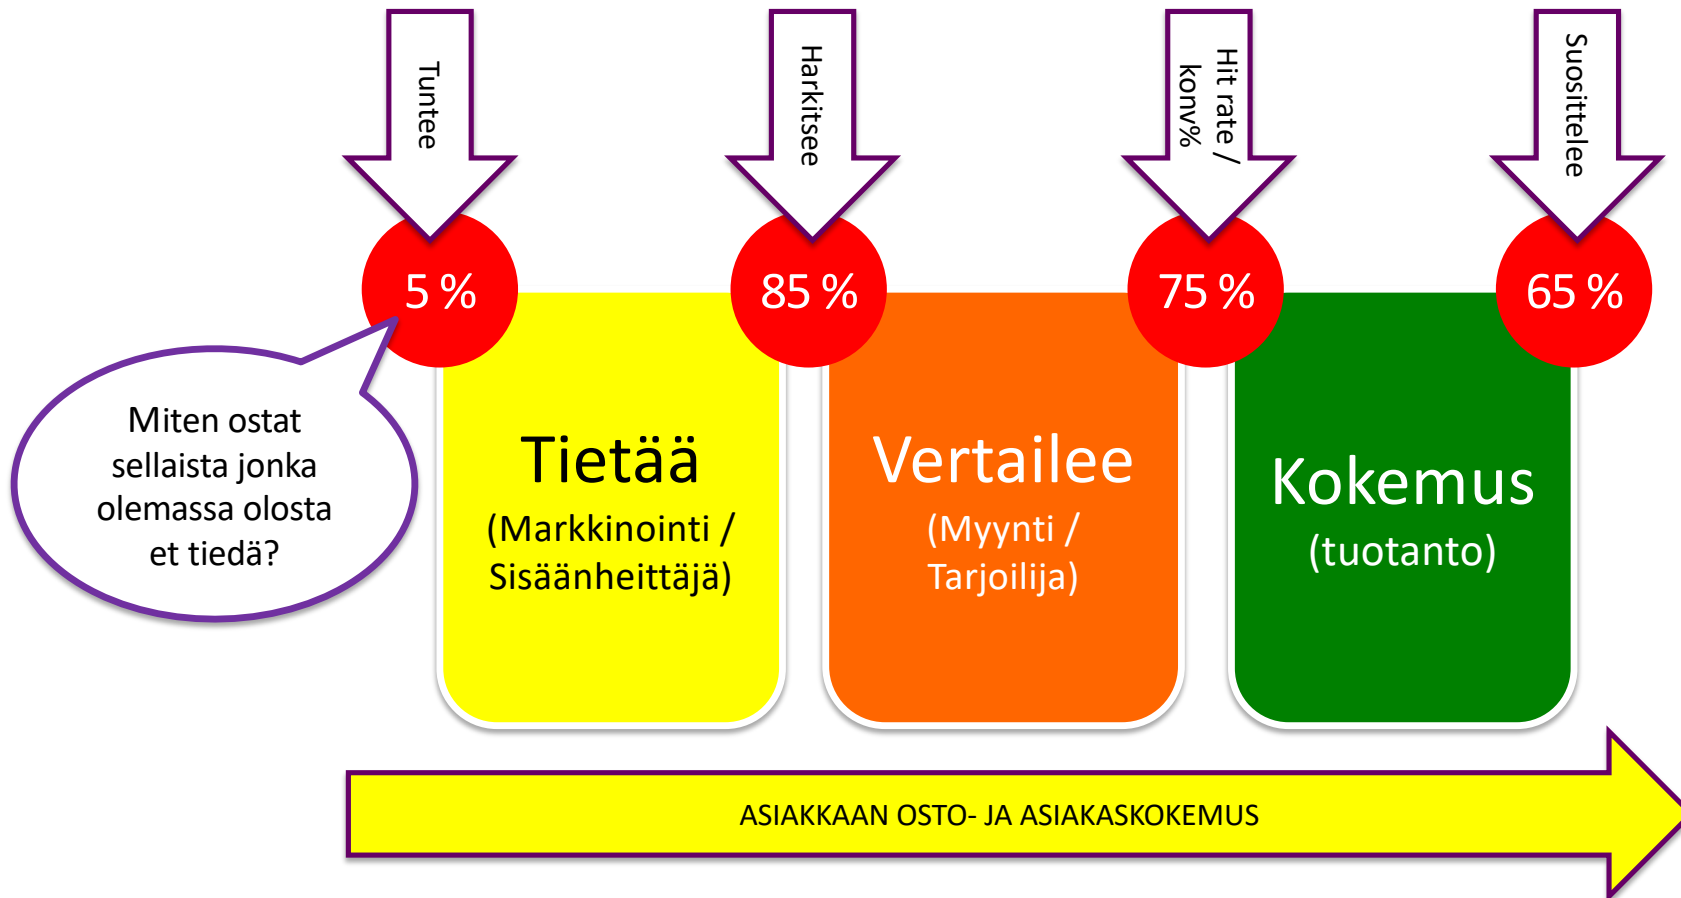 Tuntee
Harkitsee
Hit rate /
konv%
Suosittelee
5 %
85 %
75 %
65 %
Miten ostat
sellaista jonka
olemassa olosta
et tiedä?
Tietää
(Markkinointi /
Sisäänheittäjä)
Vertailee
(Myynti /
Tarjoilija)
Kokemus
(tuotanto)
ASIAKKAAN OSTO- JA ASIAKASKOKEMUS